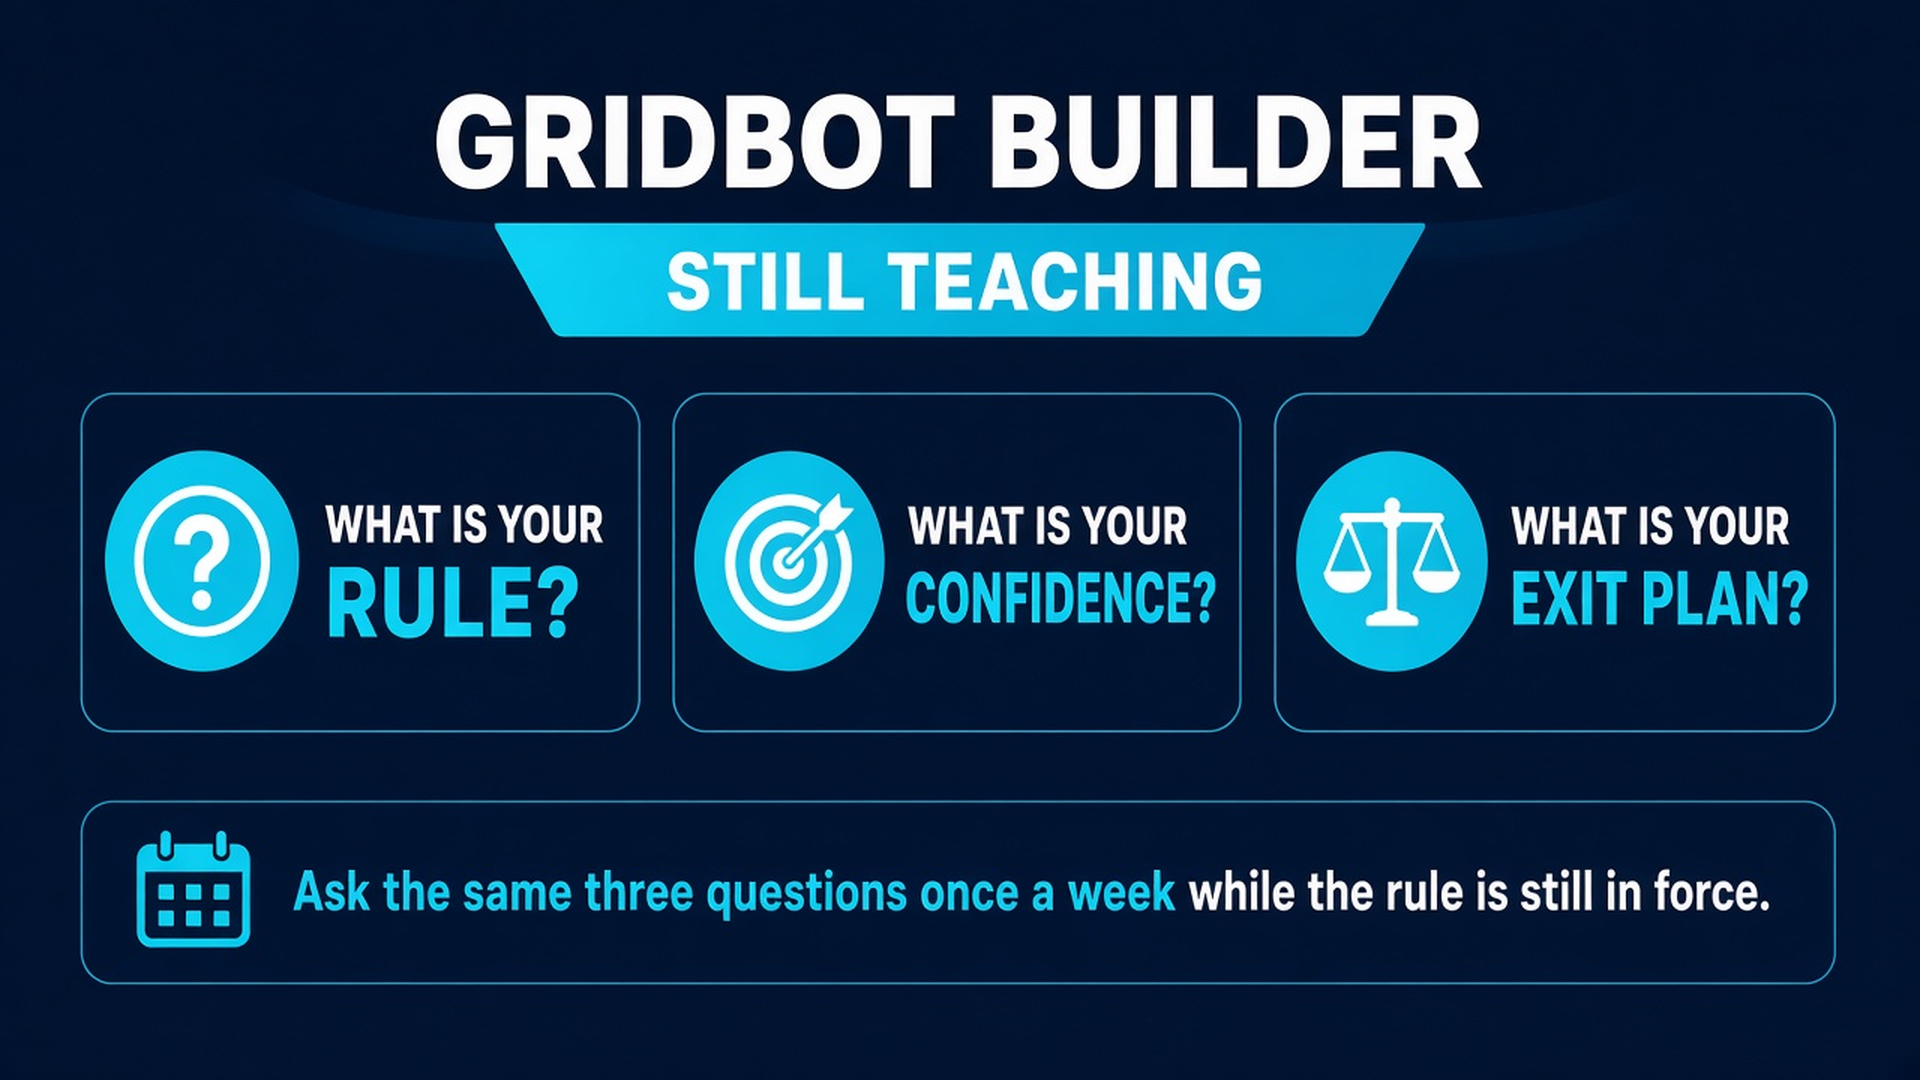 GRIDBOT BUILDER
STILL TEACHING
WHAT IS YOUR
RULE?
WHAT IS YOUR
CONFIDENCE?
WHAT IS YOUR
EXIT PLAN?
Ask the same three questions once a week while the rule is still in force.